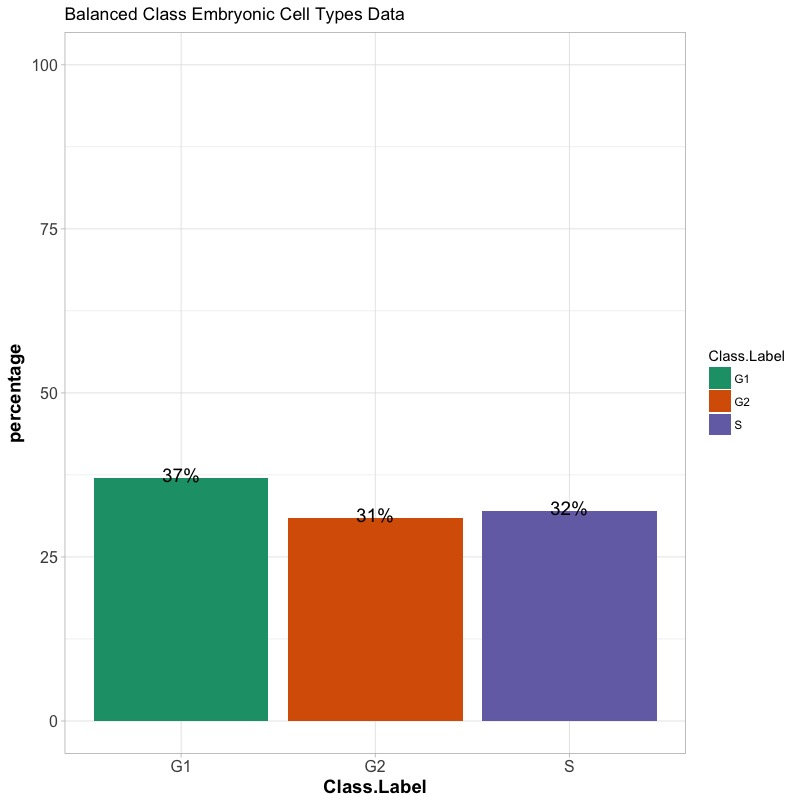 Balanced Class Embryonic Cell Types Data
100
75
50
25
0
percentage
37%
31%
32%
G1
G2
S
Class.Label
Class.Label
G1
G2
S